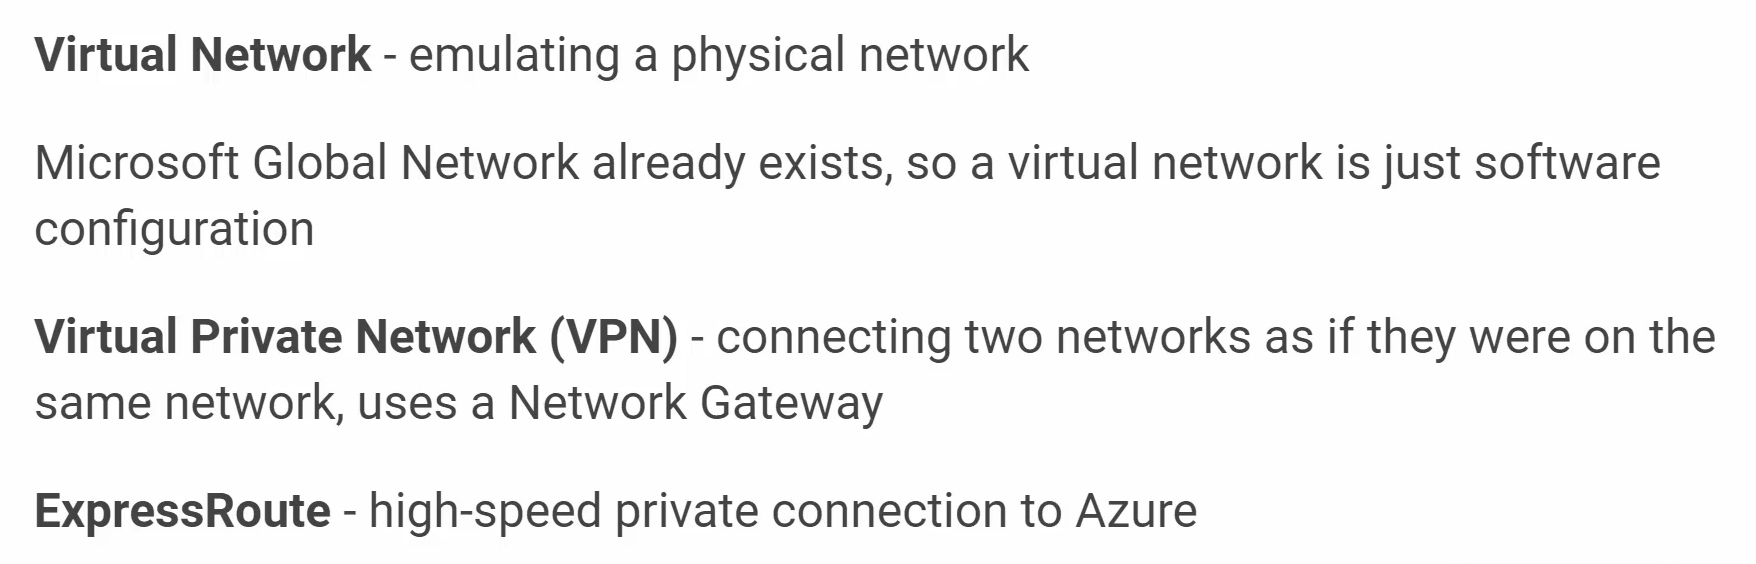 Virtual Network - emulating a physical network
Microsoft Global Network already exists, so a virtual network is just software
configuration
Virtual Private Network (VPN) - connecting two networks as if they were on the
same network, uses a Network Gateway
ExpressRoute - high-speed private connection to Azure